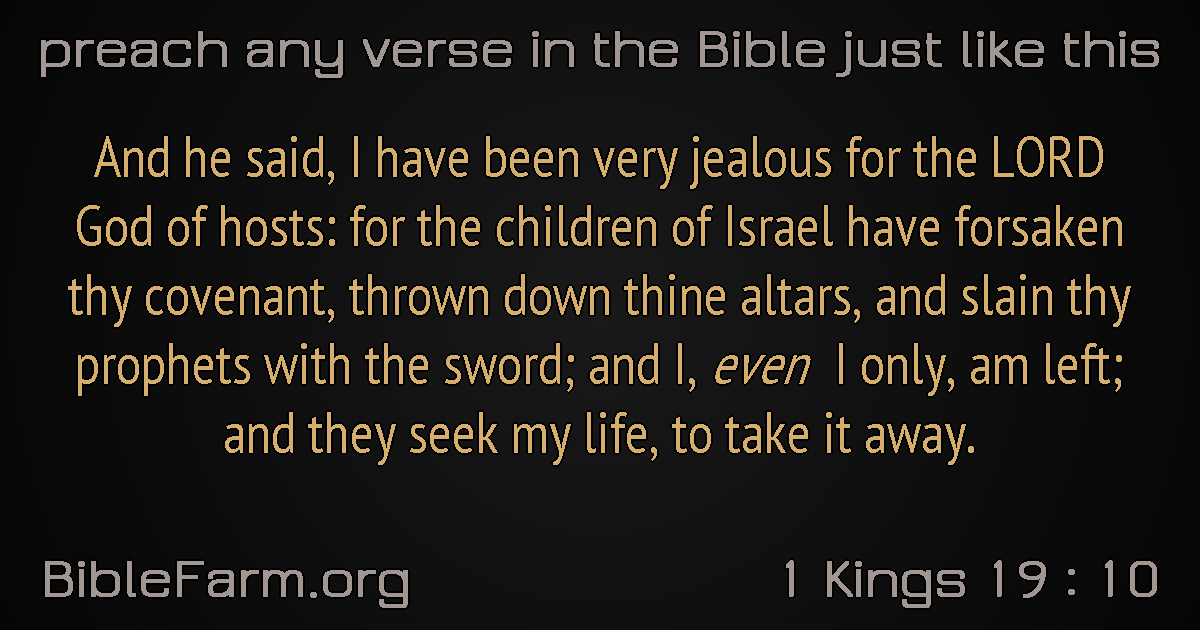 preach any verse in the Bible just like this
And he said, I have been very jealous for the LORD
God of hosts: for the children of Israel have forsaken
thy covenant, thrown down thine altars, and slain thy
prophets with the sword; and I, even I only, am left;
and they seek my life, to take it away.
BibleFarm.org
1 Kings 19 : 10